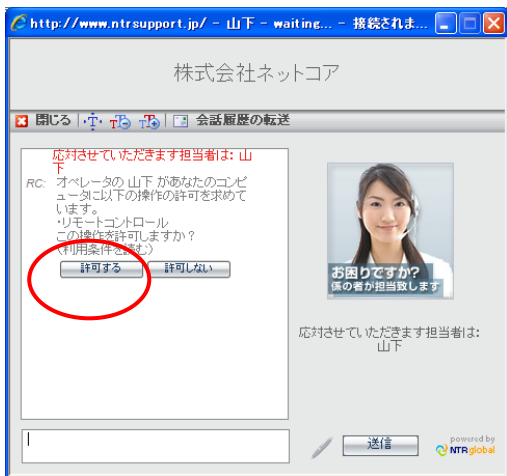 http://www.ntrsupport.jp/ - 山下 - waiting... - 接続されま...
株式会社ネットコア
閉じる
T
T
会話履歴の転送
応対させていただきます担当者は: 山
下
RC: オペレータの 山下 があなたのコンピ
ュータに以下の操作の許可を求めて
います。
・リモートコントロール
この操作を許可しますか？
(利用条件を読む)
許可する
許可しない
お困りですか?
係の者が担当致します
応対させていただきます担当者は:
山下
送信
powered by
NTRglobal